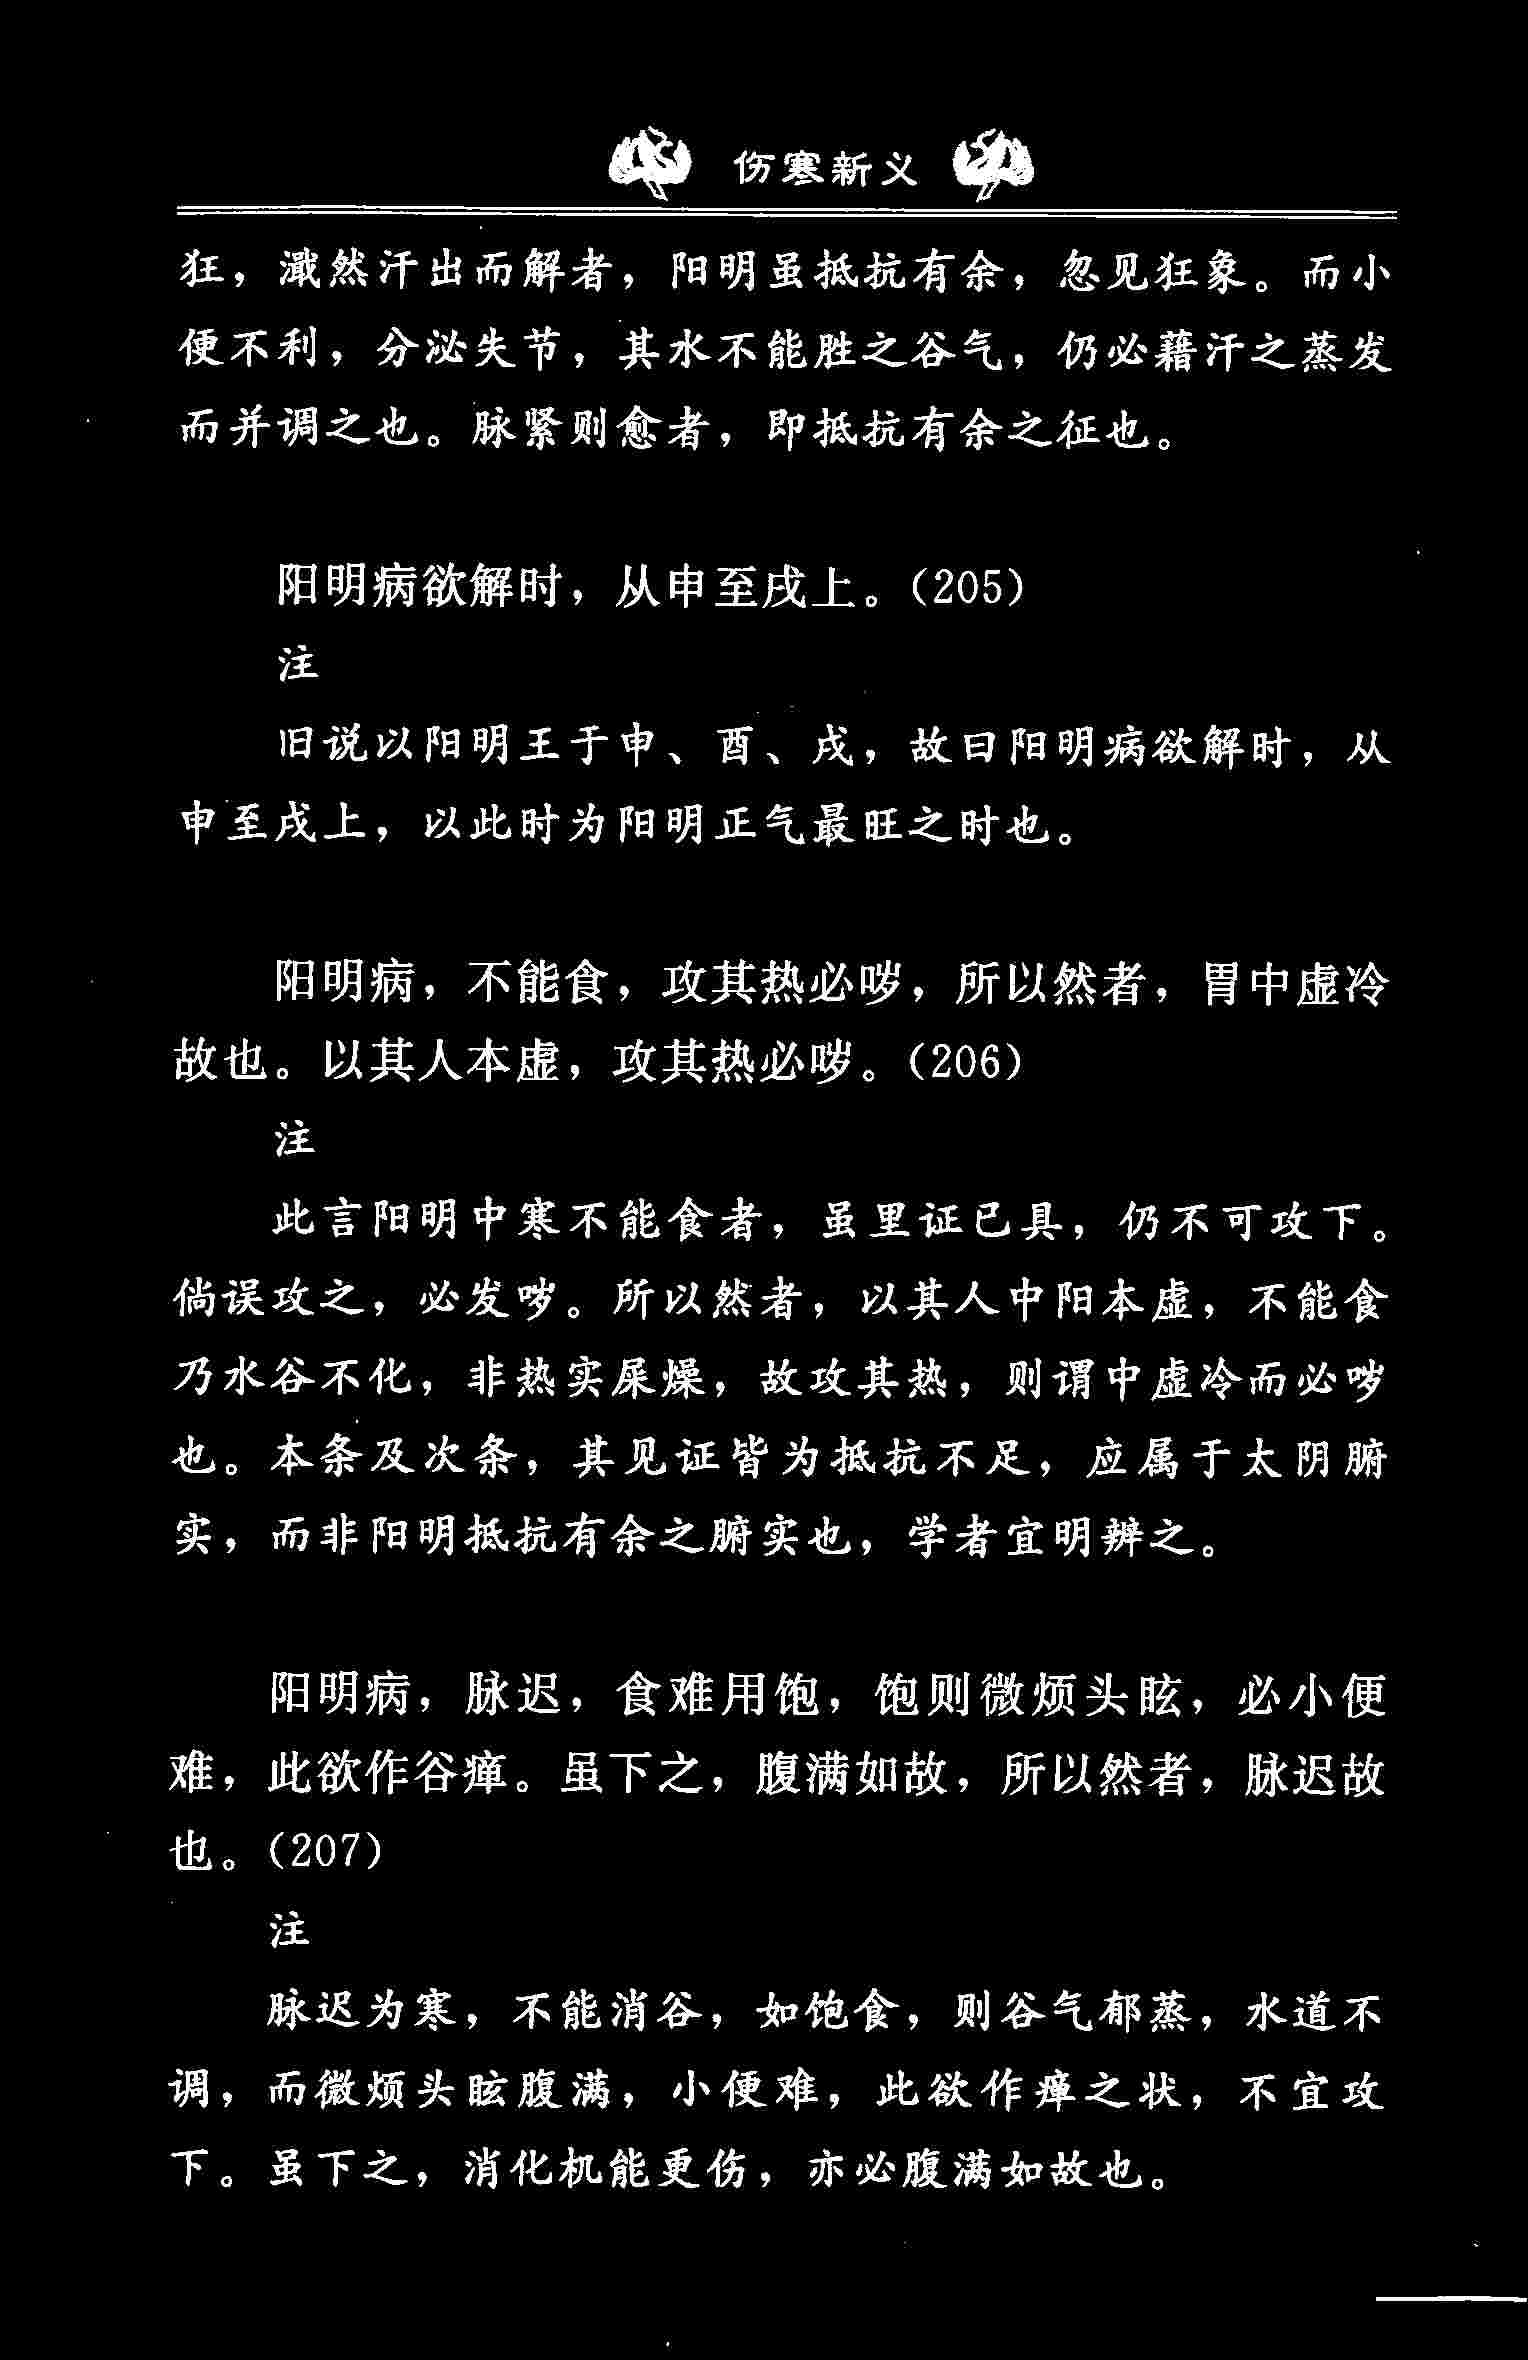 伤寒新义
狂，濈然汗出而解者，阳明虽抵抗有余，忽见狂象。而小
便不利，分泌失节，其水不能胜之谷气，仍必藉汗之蒸发
而并调之也。脉紧则愈者，即抵抗有余之征也。
阳明病欲解时，从申至戌上。(205)
注
旧说以阳明王于申、酉、戌，故曰阳明病欲解时，从
申至戌上，以此时为阳明正气最旺之时也。
阳明病，不能食，攻其热必哕，所以然者，胃中虚冷
故也。以其人本虚，攻其热必哕。(206)
注
此言阳明中寒不能食者，虽里证已具，仍不可攻下。
倘误攻之，必发哕。所以然者，以其人中阳本虚，不能食
乃水谷不化，非热实屎燥，故攻其热，则谓中虚冷而必哕
也。本条及次条，其见证皆为抵抗不足，应属于太阴腑
实，而非阳明抵抗有余之腑实也，学者宜明辨之。
阳明病，脉迟，食难用饱，饱则微烦头眩，必小便
难，此欲作谷瘅。虽下之，腹满如故，所以然者，脉迟故
也。(207)
注
脉迟为寒，不能消谷，如饱食，则谷气郁蒸，水道不
调，而微烦头眩腹满，小便难，此欲作瘅之状，不宜攻
下。虽下之，消化机能更伤，亦必腹满如故也。